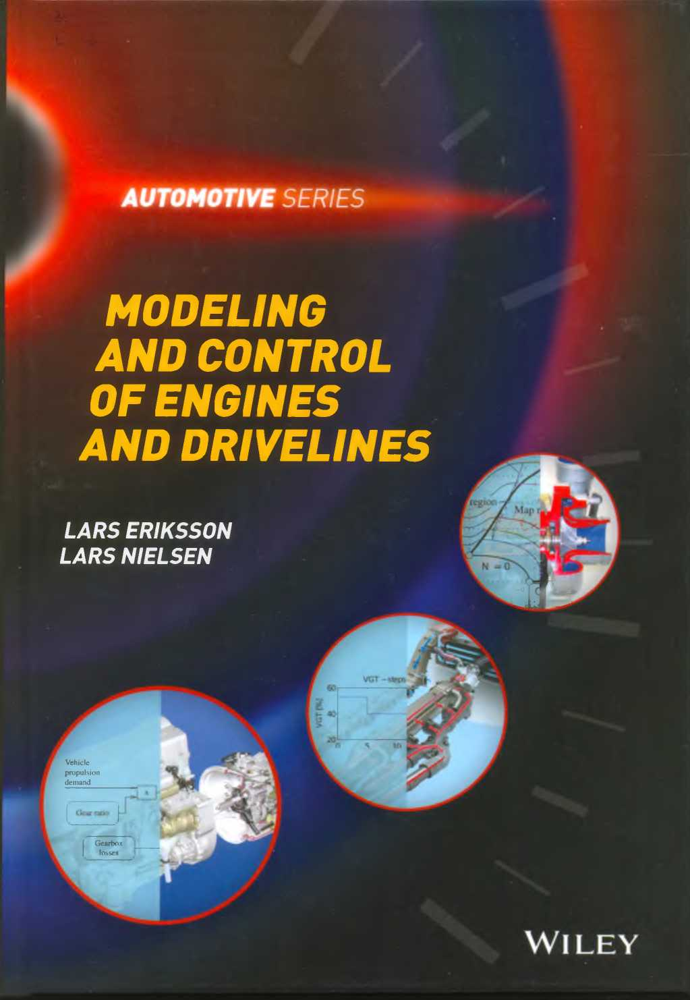 AUTOMOTIVE SERIES
MODELING
AND CONTROL
OF ENGINES
AND DRIVELINES
LARS ERIKSSON
LARS NIELSEN
region
Map
N = 0
VGT – steps
60
VGT [%]
40
20
0 5 10
Vehicle
propulsion
demand
Gear ratio
Gearbox
losses
WILEY